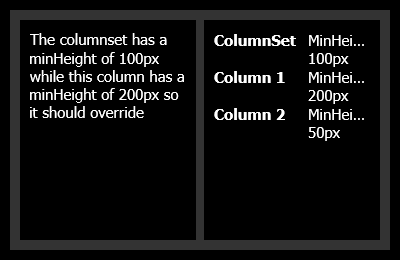 The columnset has a
minHeight of 100px
while this column has a
minHeight of 200px so
it should override
ColumnSet MinHei...
100px
Column 1 MinHei...
200px
Column 2 MinHei...
50px